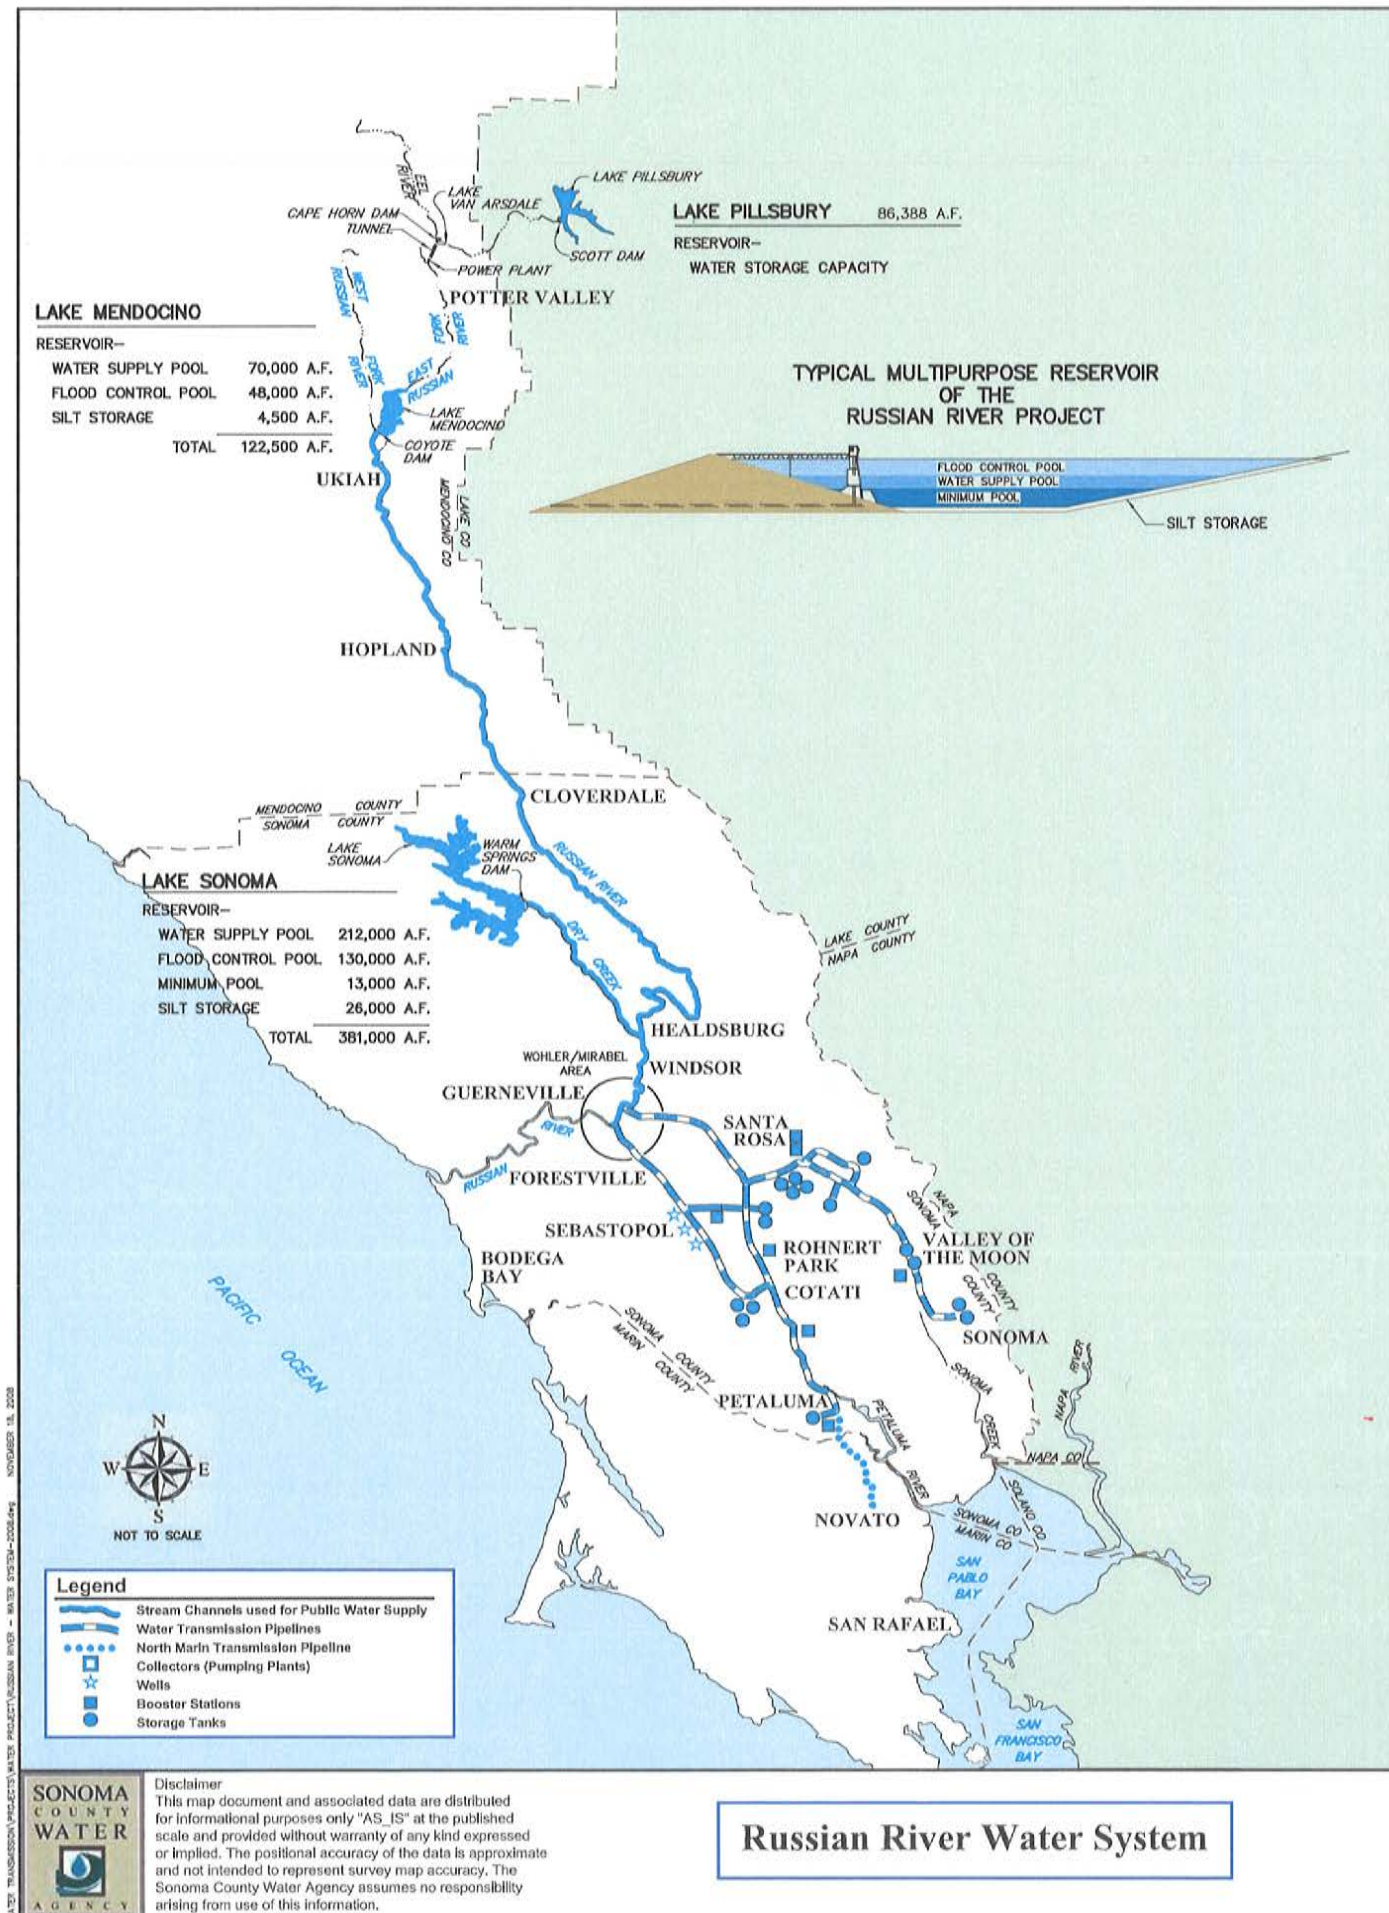 EEL
RIVER
LAKE
VAN ARSDALE
CAPE HORN DAM
TUNNEL
LAKE PILLSBURY
SCOTT DAM
POWER PLANT
POTTER VALLEY
LAKE PILLSBURY 86,388 A.F.
RESERVOIR–
WATER STORAGE CAPACITY
WEST FORK
RUSSIAN RIVER
EAST FORK
RUSSIAN RIVER
LAKE MENDOCINO
RESERVOIR–
WATER SUPPLY POOL 70,000 A.F.
FLOOD CONTROL POOL 48,000 A.F.
SILT STORAGE 4,500 A.F.
TOTAL 122,500 A.F.
LAKE
MENDOCINO
COYOTE
DAM
UKIAH
LAKE CO
MENDOCINO CO
TYPICAL MULTIPURPOSE RESERVOIR
OF THE
RUSSIAN RIVER PROJECT
FLOOD CONTROL POOL
WATER SUPPLY POOL
MINIMUM POOL
SILT STORAGE
HOPLAND
CLOVERDALE
MENDOCINO COUNTY
SONOMA COUNTY
LAKE
SONOMA
WARM
SPRINGS
DAM
RUSSIAN RIVER
DRY
CREEK
LAKE SONOMA
RESERVOIR–
WATER SUPPLY POOL 212,000 A.F.
FLOOD CONTROL POOL 130,000 A.F.
MINIMUM POOL 13,000 A.F.
SILT STORAGE 26,000 A.F.
TOTAL 381,000 A.F.
LAKE COUNTY
NAPA COUNTY
HEALDSBURG
WOHLER/MIRABEL
AREA
WINDSOR
GUERNEVILLE
RUSSIAN RIVER
FORESTVILLE
SANTA
ROSA
SEBASTOPOL
NAPA COUNTY
SONOMA COUNTY
VALLEY OF
THE MOON
ROHNERT
PARK
COTATI
BODEGA
BAY
SONOMA
SONOMA COUNTY
MARIN COUNTY
PACIFIC
OCEAN
PETALUMA
PETALUMA
RIVER
SONOMA
CREEK
NAPA RIVER
NAPA CO
SOLANO CO
SONOMA CO
MARIN CO
NOVATO
SAN
PABLO
BAY
SAN RAFAEL
SAN
FRANCISCO
BAY
N
W E
S
NOT TO SCALE
Legend
Stream Channels used for Public Water Supply
Water Transmission Pipelines
North Marin Transmission Pipeline
Collectors (Pumping Plants)
Wells
Booster Stations
Storage Tanks
SONOMA
COUNTY
WATER
AGENCY
Disclaimer
This map document and associated data are distributed
for informational purposes only "AS_IS" at the published
scale and provided without warranty of any kind expressed
or implied. The positional accuracy of the data is approximate
and not intended to represent survey map accuracy. The
Sonoma County Water Agency assumes no responsibility
arising from use of this information.
Russian River Water System
TRANSMISSION\PROJECTS\WATER PROJECT\RUSSIAN RIVER - WATER SYSTEM-2008.dwg NOVEMBER 18, 2008